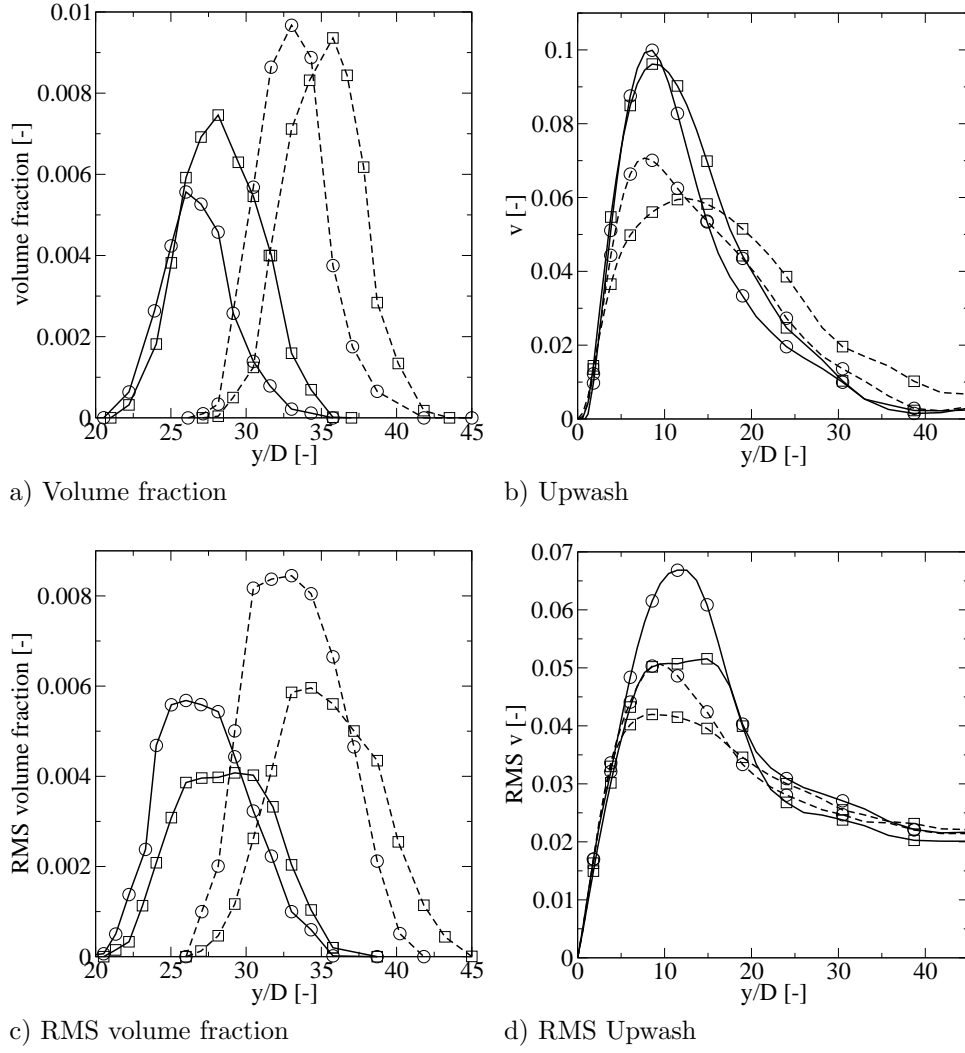 0.01
0.008
0.006
0.004
0.002
0
volume fraction [-]
20 25 30 35 40 45
y/D [-]
a) Volume fraction
0.1
0.08
0.06
0.04
0.02
0
v [-]
0 10 20 30 40
y/D [-]
b) Upwash
0.008
0.006
0.004
0.002
0
RMS volume fraction [-]
20 25 30 35 40 45
y/D [-]
c) RMS volume fraction
0.07
0.06
0.05
0.04
0.03
0.02
0.01
0.00
RMS v [-]
0 10 20 30 40
y/D [-]
d) RMS Upwash